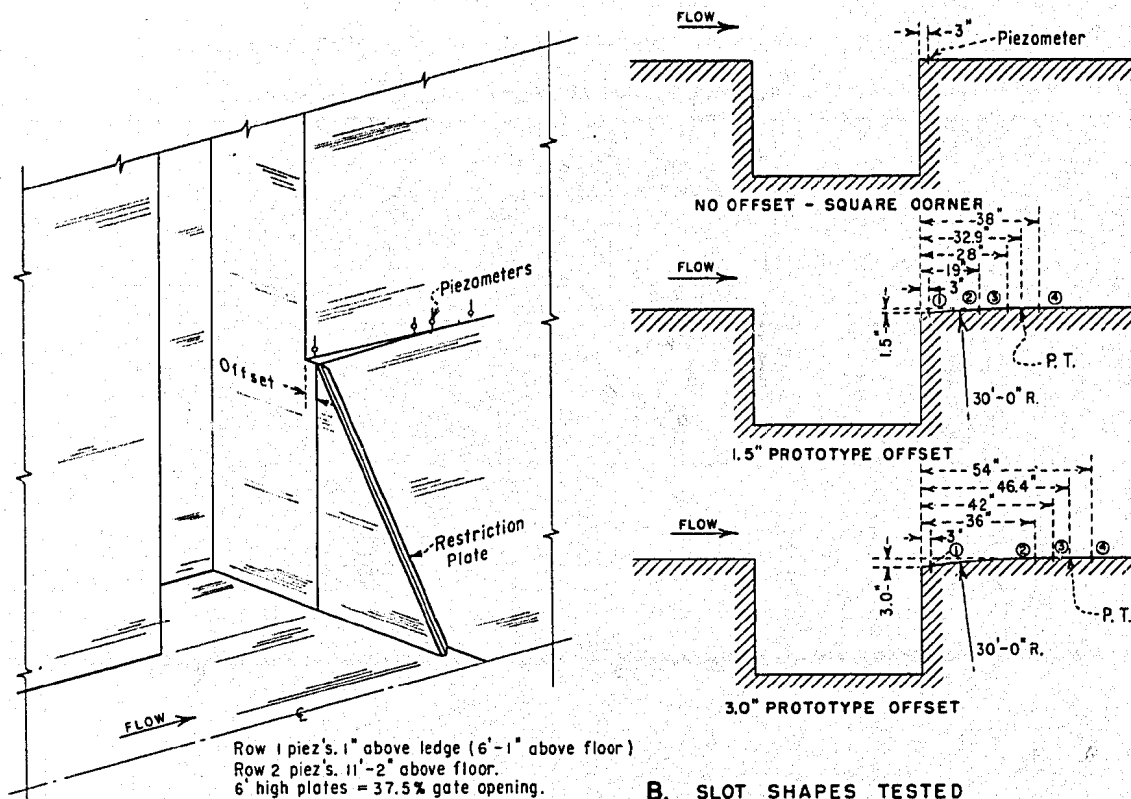 Offset
Piezometers
Restriction
Plate
FLOW
℄
Row 1 piez's. 1" above ledge (6'-1" above floor)
Row 2 piez's. 11'-2" above floor.
6' high plates = 37.5% gate opening.
FLOW
3"
Piezometer
NO OFFSET - SQUARE CORNER
38"
32.9"
28"
19"
3"
FLOW
① ② ③ ④
1.5"
P.T.
30'-0" R.
1.5" PROTOTYPE OFFSET
54"
46.4"
42"
36"
3"
FLOW
① ② ③ ④
3.0"
P.T.
30'-0" R.
3.0" PROTOTYPE OFFSET
B. SLOT SHAPES TESTED